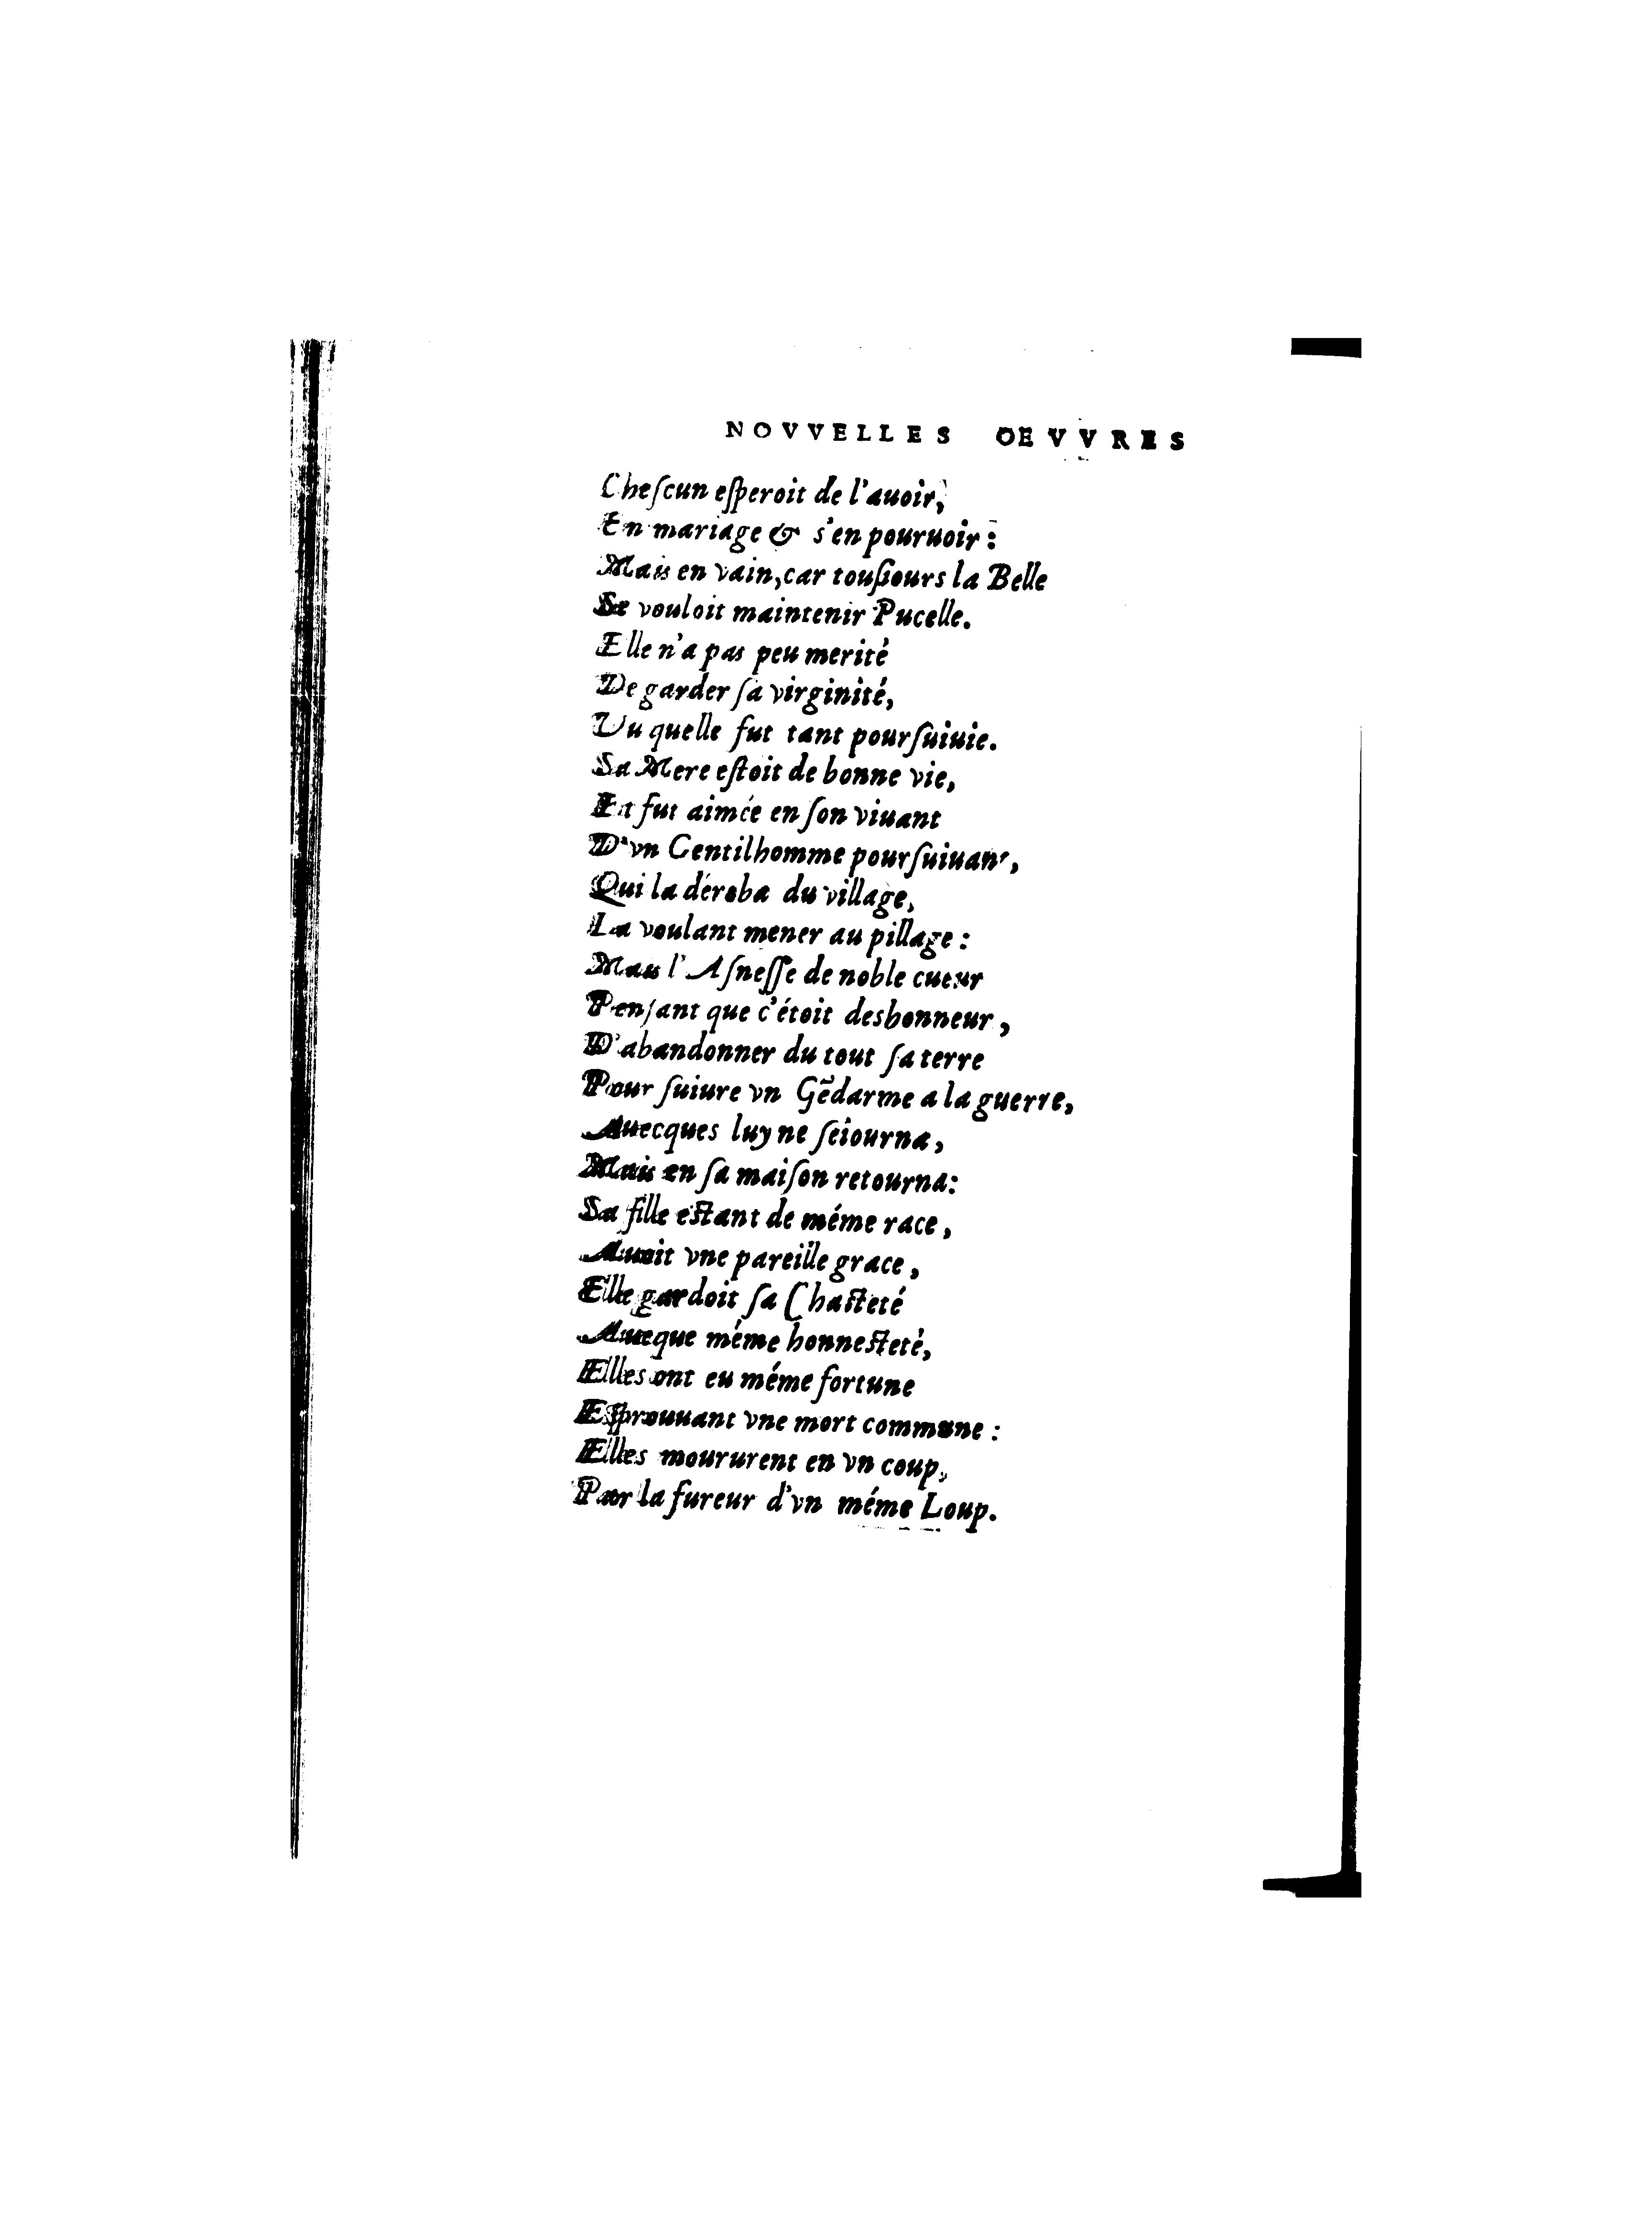 NOVVELLES OEVVRES
Cheſcun eſperoit de l'auoir,
En mariage & s'en pouruoir:
Mais en vain, car touſiours la Belle
Se vouloit maintenir Pucelle.
Elle n'a pas peu merité
De garder ſa virginité,
Vu quelle fut tant pourſuiuie.
Sa Mere eſtoit de bonne vie,
Et fut aimée en ſon viuant
D'vn Gentilhomme pourſuiuant,
Qui la déroba du village,
La voulant mener au pillage:
Mais l'Aſneſſe de noble cueur
Penſant que c'étoit deshonneur,
D'abandonner du tout ſa terre
Pour ſuiure vn Gẽdarme a la guerre,
Auecques luy ne ſeiourna,
Mais en ſa maiſon retourna:
Sa fille eſtant de méme race,
Auoit vne pareille grace,
Elle gardoit ſa Chaſteté
Aueque méme honneſteté,
Elles ont eu méme fortune
Eſprouuant vne mort commune:
Elles moururent en vn coup,
Par la fureur d'vn méme Loup.